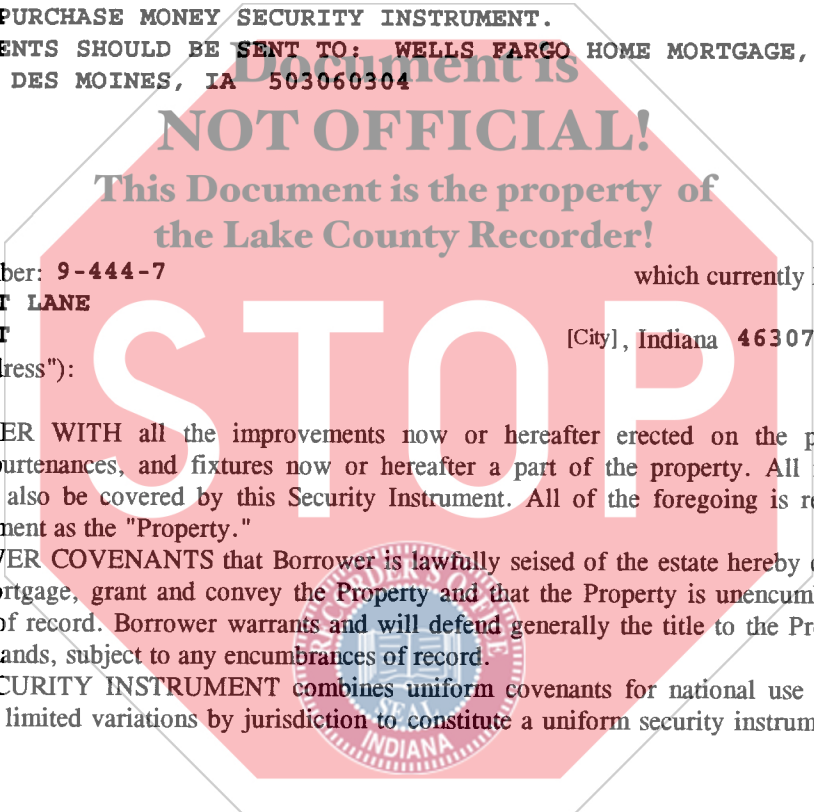 PURCHASE MONEY SECURITY INSTRUMENT.
ENTS SHOULD BE SENT TO: WELLS FARGO HOME MORTGAGE,
DES MOINES, IA 503060304
Document is
NOT OFFICIAL!
This Document is the property of
the Lake County Recorder!
ber: 9-444-7 which currently
T LANE
T [City], Indiana 46307
ress"):
STOP
ER WITH all the improvements now or hereafter erected on the p
urtenances, and fixtures now or hereafter a part of the property. All
also be covered by this Security Instrument. All of the foregoing is re
ment as the "Property."
VER COVENANTS that Borrower is lawfully seised of the estate hereby
ortgage, grant and convey the Property and that the Property is unencumb
of record. Borrower warrants and will defend generally the title to the Pr
ands, subject to any encumbrances of record.
CURITY INSTRUMENT combines uniform covenants for national use
limited variations by jurisdiction to constitute a uniform security instrum
RECORDER'S OFFICE
SEAL
INDIANA